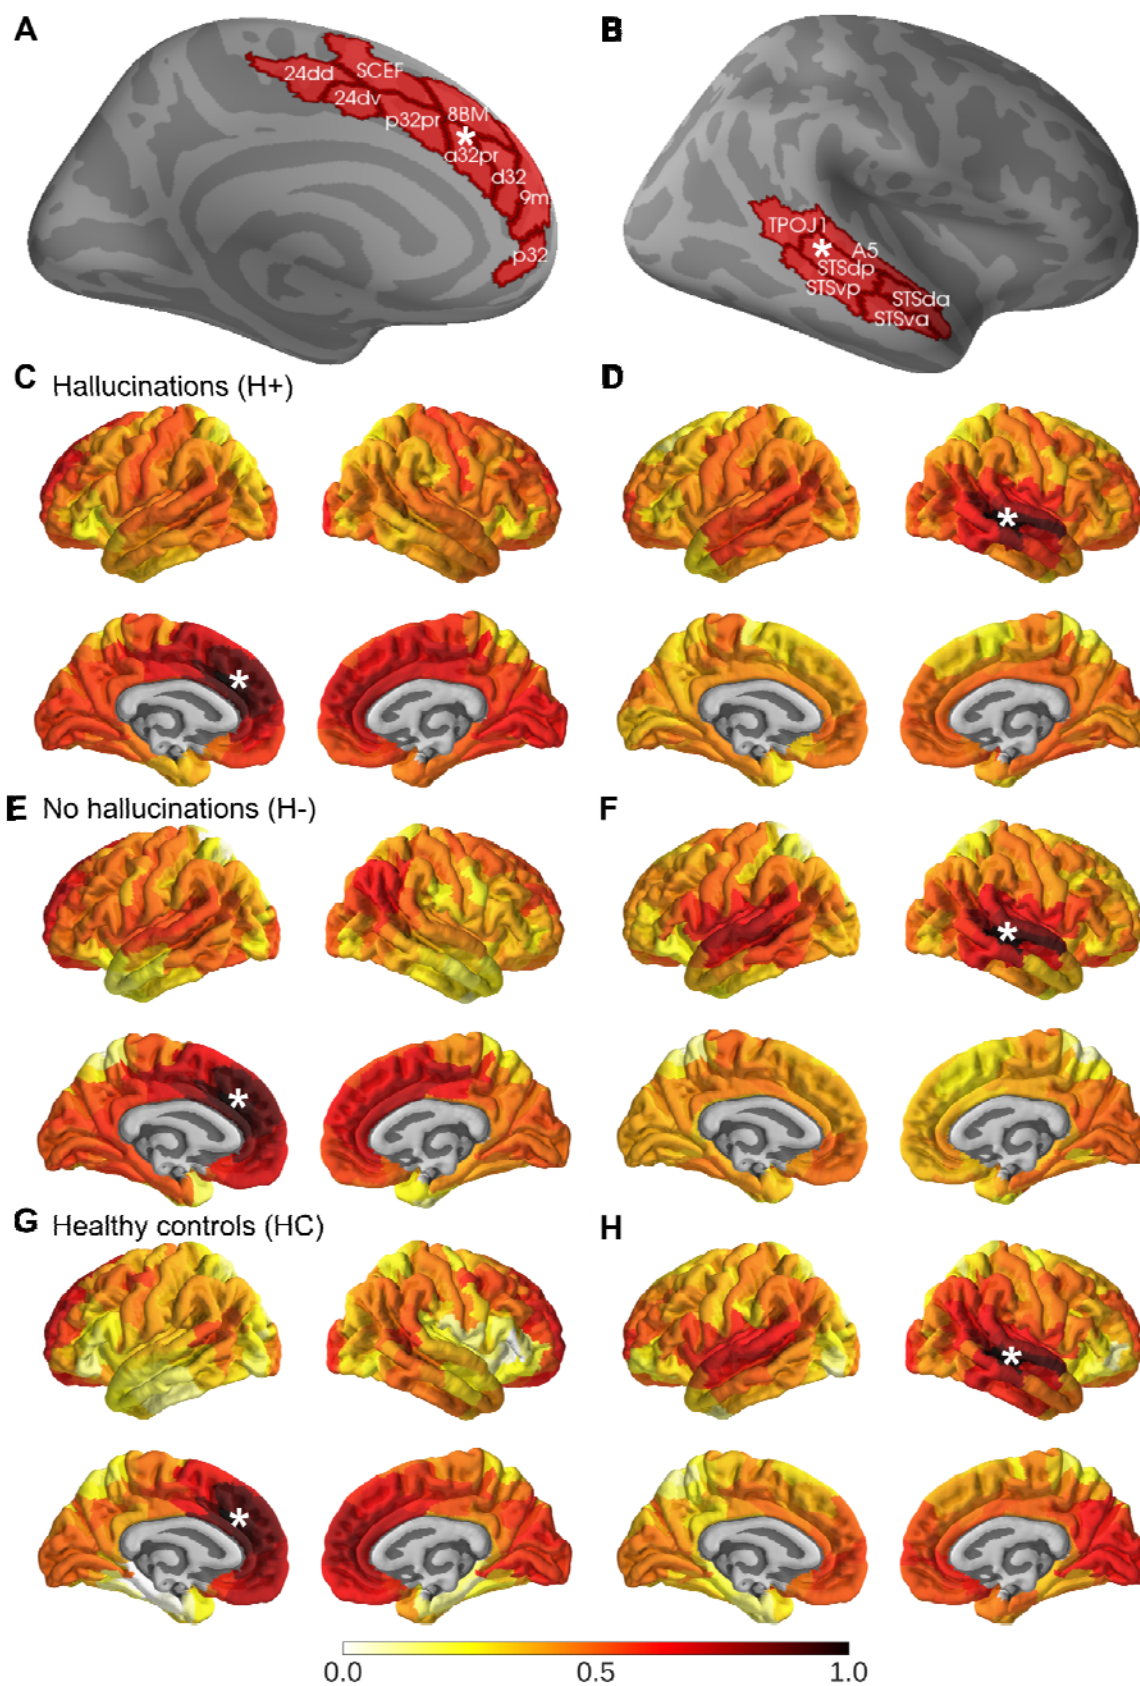 A
B
24dd
SCEF
24dv
p32pr
8BM
*
a32pr
d32
9m
p32
TPOJ1
*
A5
STSdp
STSvp
STSda
STSva
C Hallucinations (H+)
D
*
*
E No hallucinations (H-)
F
*
*
G Healthy controls (HC)
H
*
*
0.0 0.5 1.0